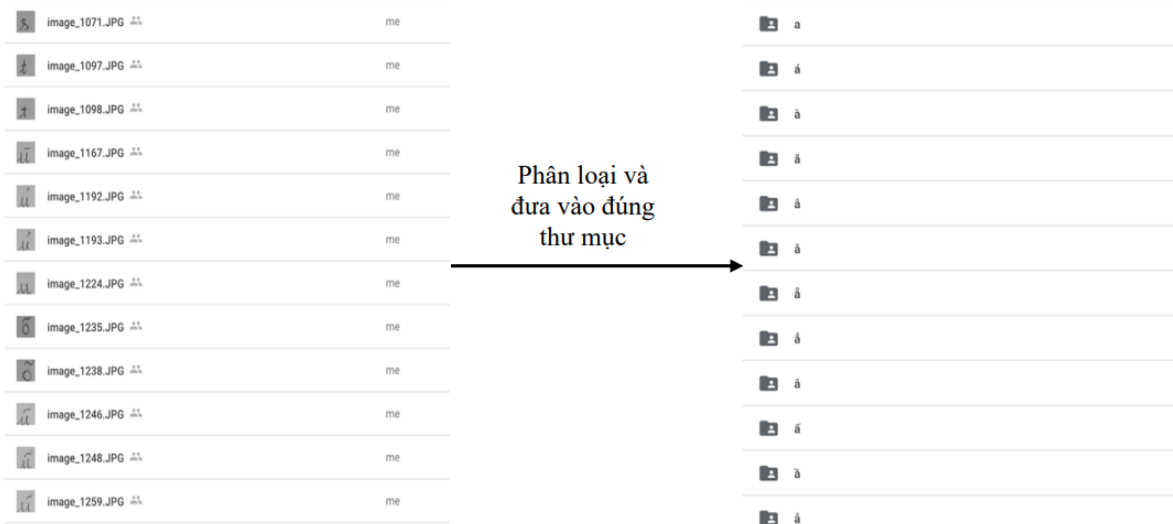 s image_1071.JPG me
t image_1097.JPG me
t image_1098.JPG me
image_1167.JPG me
image_1192.JPG me
image_1193.JPG me
u image_1224.JPG me
image_1235.JPG me
õ image_1238.JPG me
image_1246.JPG me
image_1248.JPG me
image_1259.JPG me
Phân loại và
đưa vào đúng
thư mục
a
á
à